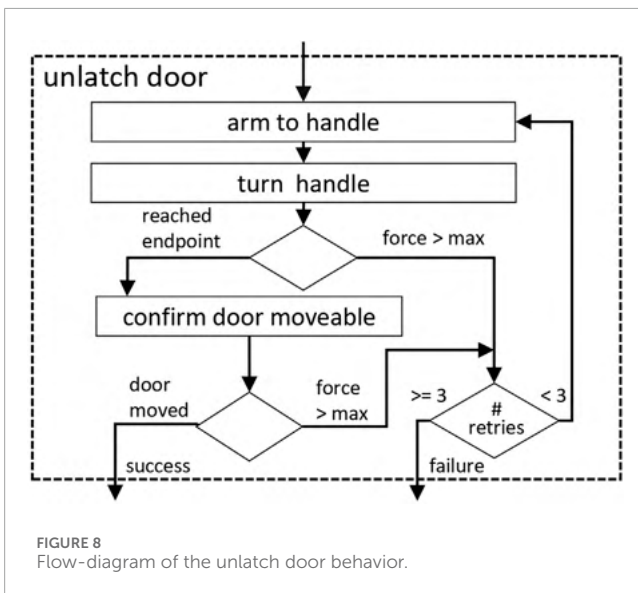 unlatch door
arm to handle
turn handle
reached
endpoint
force > max
confirm door moveable
door
moved
force
> max
>= 3
< 3
#
retries
success
failure
FIGURE 8
Flow-diagram of the unlatch door behavior.